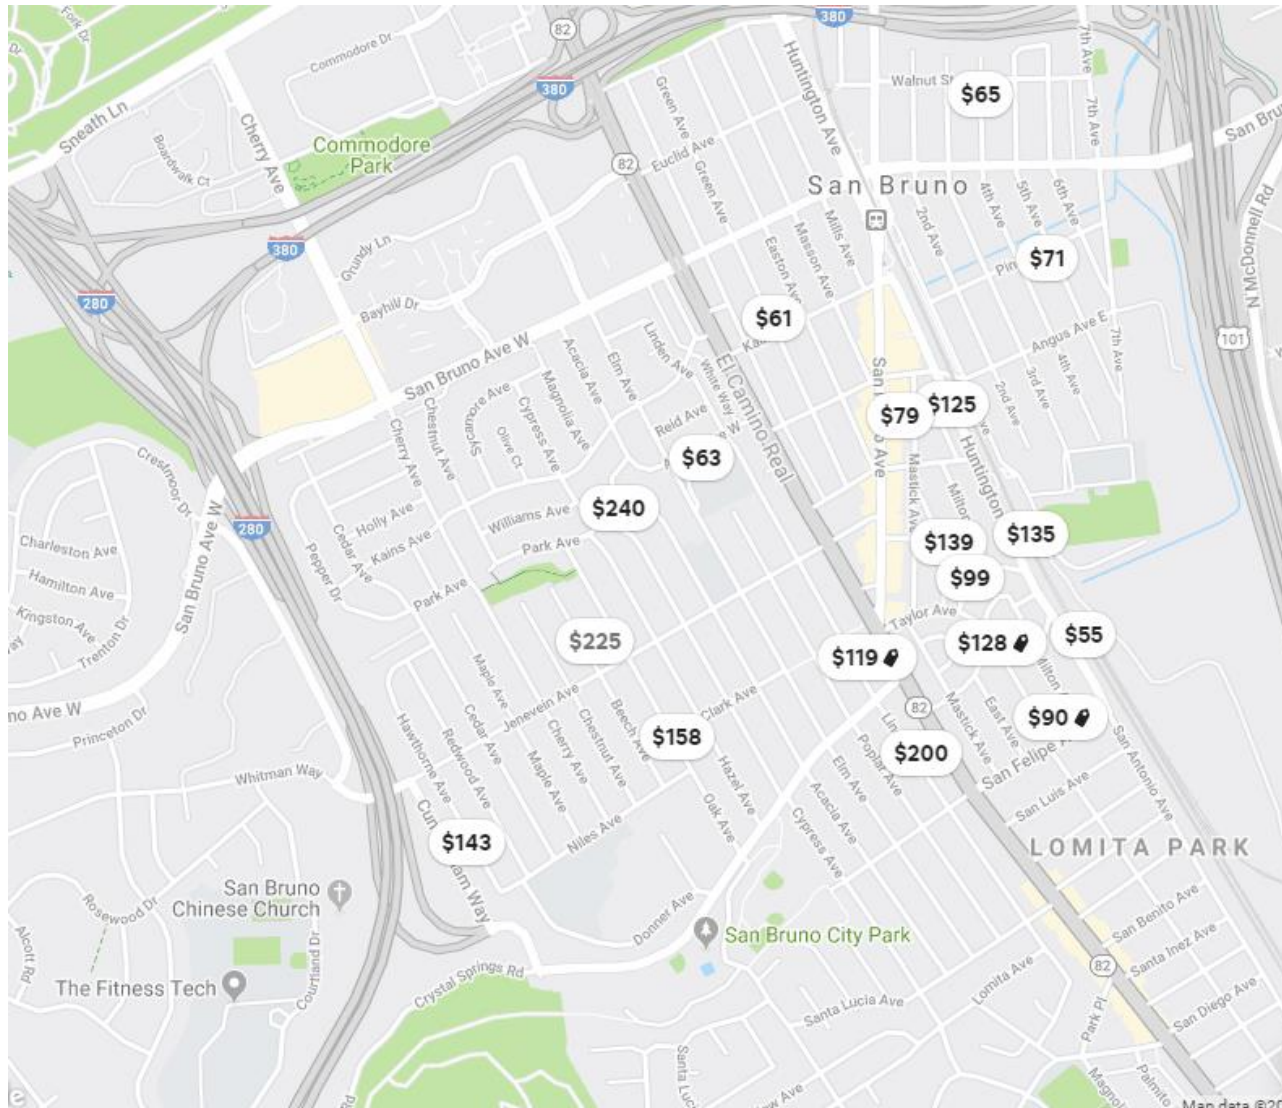 Fork Dr
Dr
82
380
Commodore Dr
Huntington Ave
7th Ave
380
Walnut St
$65
Sneath Ln
Cherry Ave
Commodore
Park
Green Ave
7th Ave
San Bru
Boardwalk Ct
82
Euclid Ave
Green Ave
San Bruno
4th Ave
5th Ave
6th Ave
2nd Ave
Mills Ave
Masson Ave
Easton Ave
N McDonnell Rd
380
Grundy Ln
$71
280
Bayhill Dr
$61
Angus Ave E
7th Ave
101
San Bruno Ave W
Acacia Ave
Elm Ave
Linden Ave
White Way
El Camino Real
3rd Ave
4th Ave
2nd Ave
Sycamore Ave
Magnolia Ave
Cypress Ave
Olive Ct
Chestnut Ave
Cherry Ave
Reid Ave
$79
$125
$63
Crestmoor Dr
Huntington
Mastick Ave
Milton
$240
Williams Ave
Holly Ave
280
Kains Ave
Cedar Ave
Pepper Dr
Park Ave
Park Ave
Charleston Ave
Hamilton Ave
Kingston Ave
Trenton Dr
San Bruno Ave W
$139
$135
$99
Taylor Ave
$225
$119
$128
$55
Maple Ave
Jenevein Ave
Beech Ave
Clark Ave
82
Mastick Ave
East Ave
$90
San Antonio Ave
no Ave W
Princeton Dr
Hawthorne Ave
Redwood Ave
Cedar Ave
Maple Ave
Cherry Ave
Chestnut Ave
$158
Hazel Ave
Oak Ave
Poplar Ave
$200
San Felipe
San Luis Ave
Whitman Way
Elm Ave
Acacia Ave
Cypress Ave
Niles Ave
$143
LOMITA PARK
San Bruno
Chinese Church
Rosewood Dr
Donner Ave
San Bruno City Park
San Benito Ave
Santa Inez Ave
82
Alcott Rd
Courtland Dr
The Fitness Tech
Crystal Springs Rd
Santa Lucia Ave
Lomita Ave
San Diego Ave
Park Pl
Rd
Palmito
Map data ©20